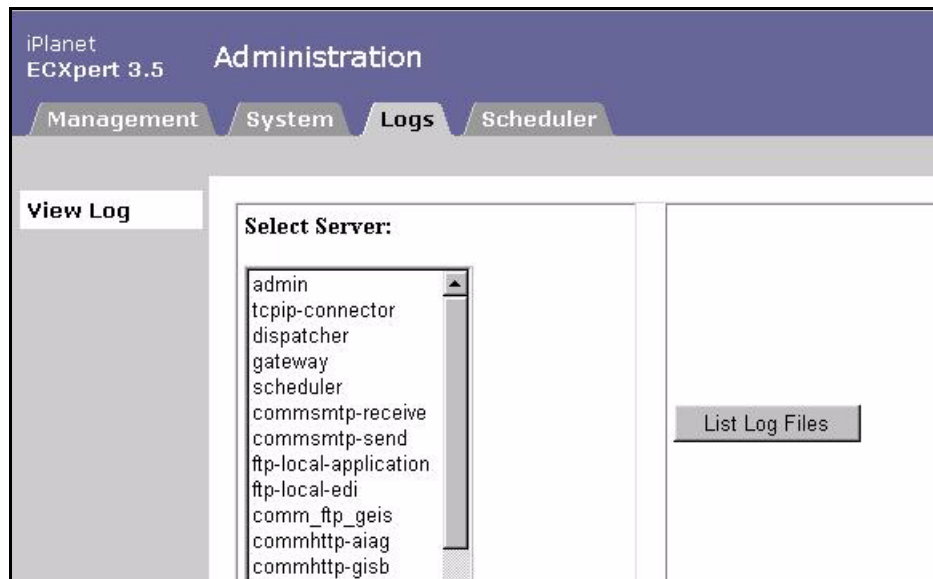 iPlanet
ECXpert 3.5
Administration
Management System Logs Scheduler
View Log
Select Server:
admin
tcpip-connector
dispatcher
gateway
scheduler
commsmtp-receive
commsmtp-send
ftp-local-application
ftp-local-edi
comm_ftp_geis
commhttp-aiag
commhttp-gisb
List Log Files